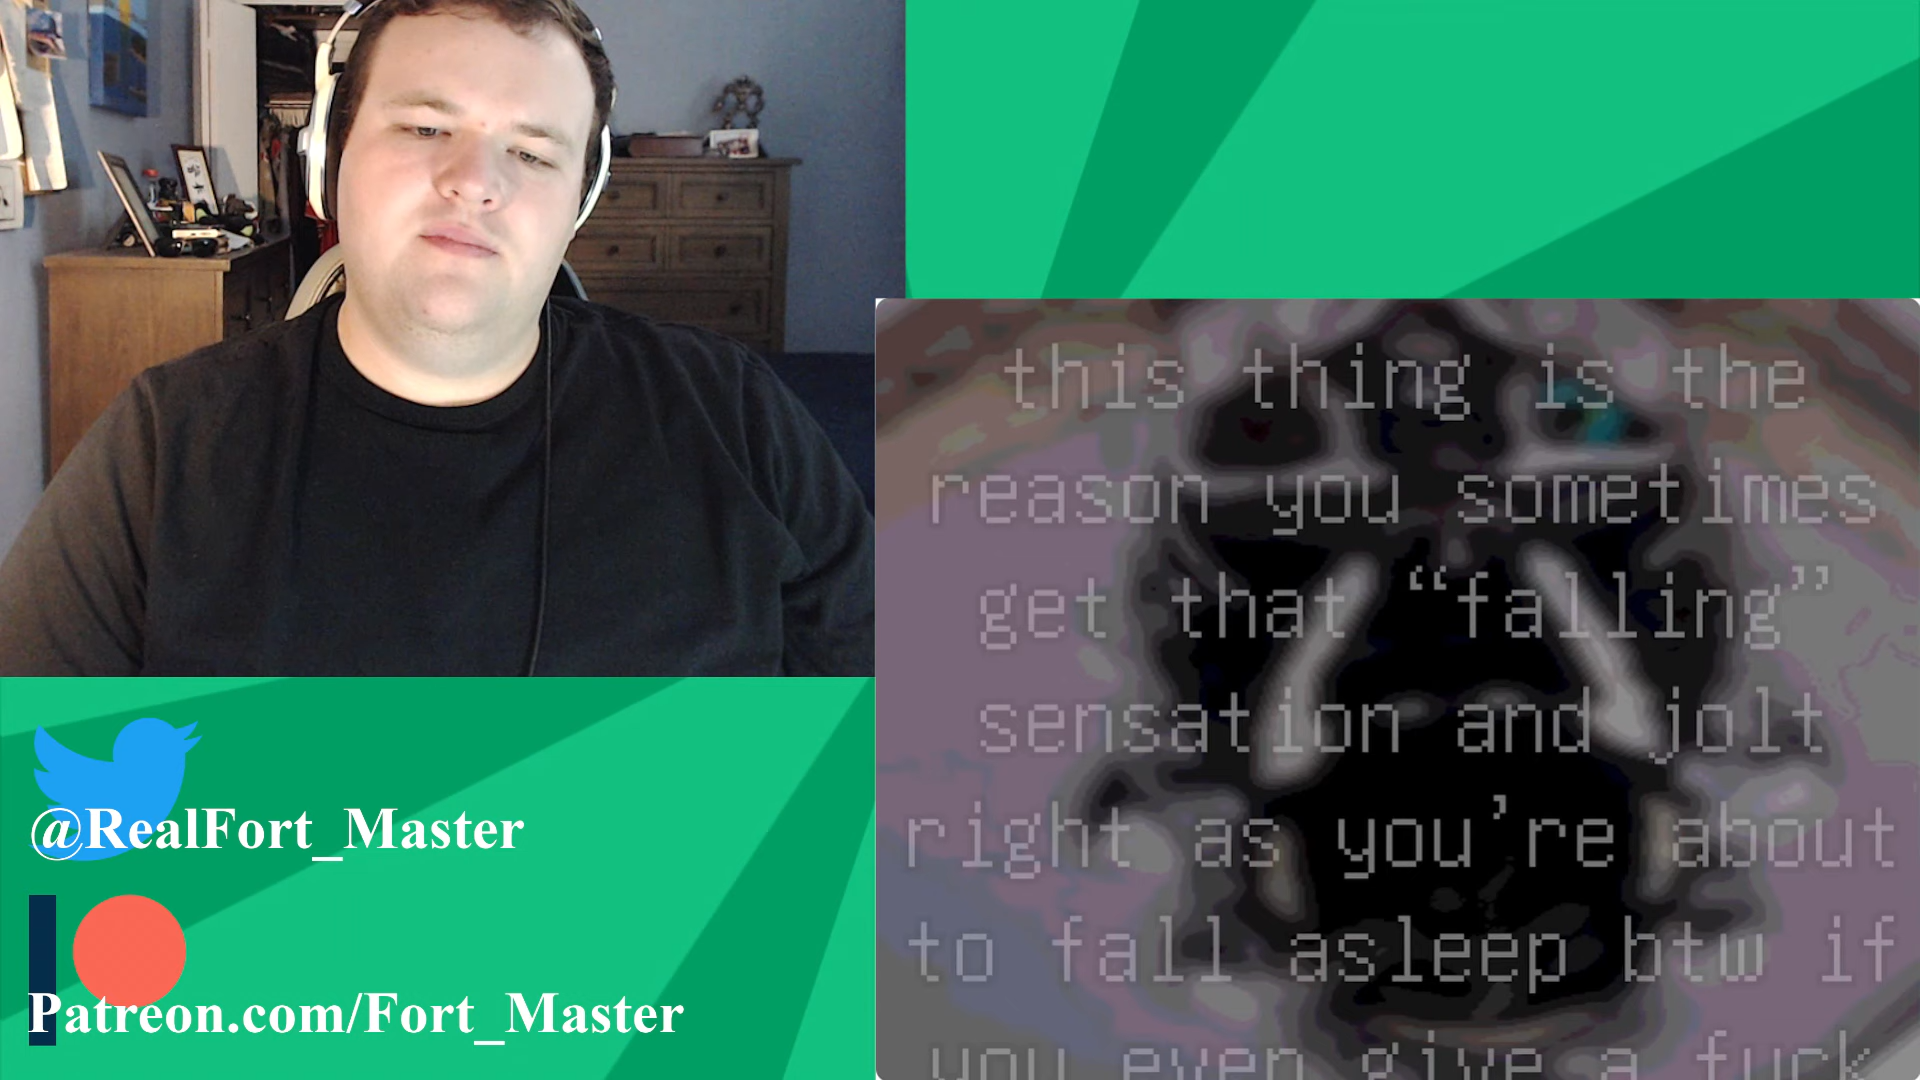 this thing is the
reason you sometimes
get that “falling”
sensation and jolt
right as you’re about
to fall asleep btw if
you even give a fuck
@RealFort_Master
Patreon.com/Fort_Master